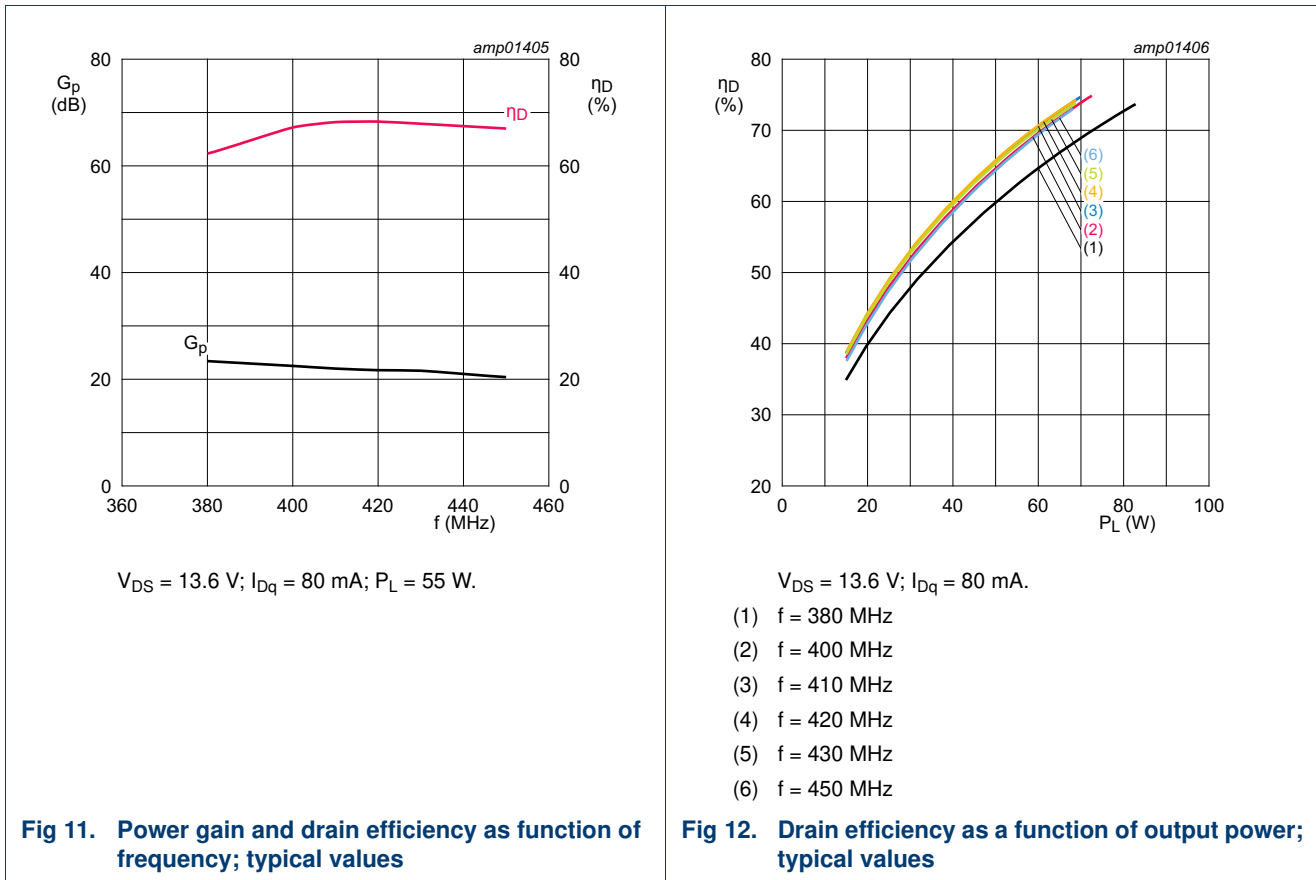 amp01405
80
80
Gp
(dB)
ηD
(%)
ηD
60
60
40
40
Gp
20
20
0
0
360
380
400
420
440
460
f (MHz)
VDS = 13.6 V; IDq = 80 mA; PL = 55 W.
Fig 11. Power gain and drain efficiency as function of
frequency; typical values
amp01406
80
ηD
(%)
70
60
50
40
30
20
(6)
(5)
(4)
(3)
(2)
(1)
0
20
40
60
80
100
PL (W)
VDS = 13.6 V; IDq = 80 mA.
(1) f = 380 MHz
(2) f = 400 MHz
(3) f = 410 MHz
(4) f = 420 MHz
(5) f = 430 MHz
(6) f = 450 MHz
Fig 12. Drain efficiency as a function of output power;
typical values